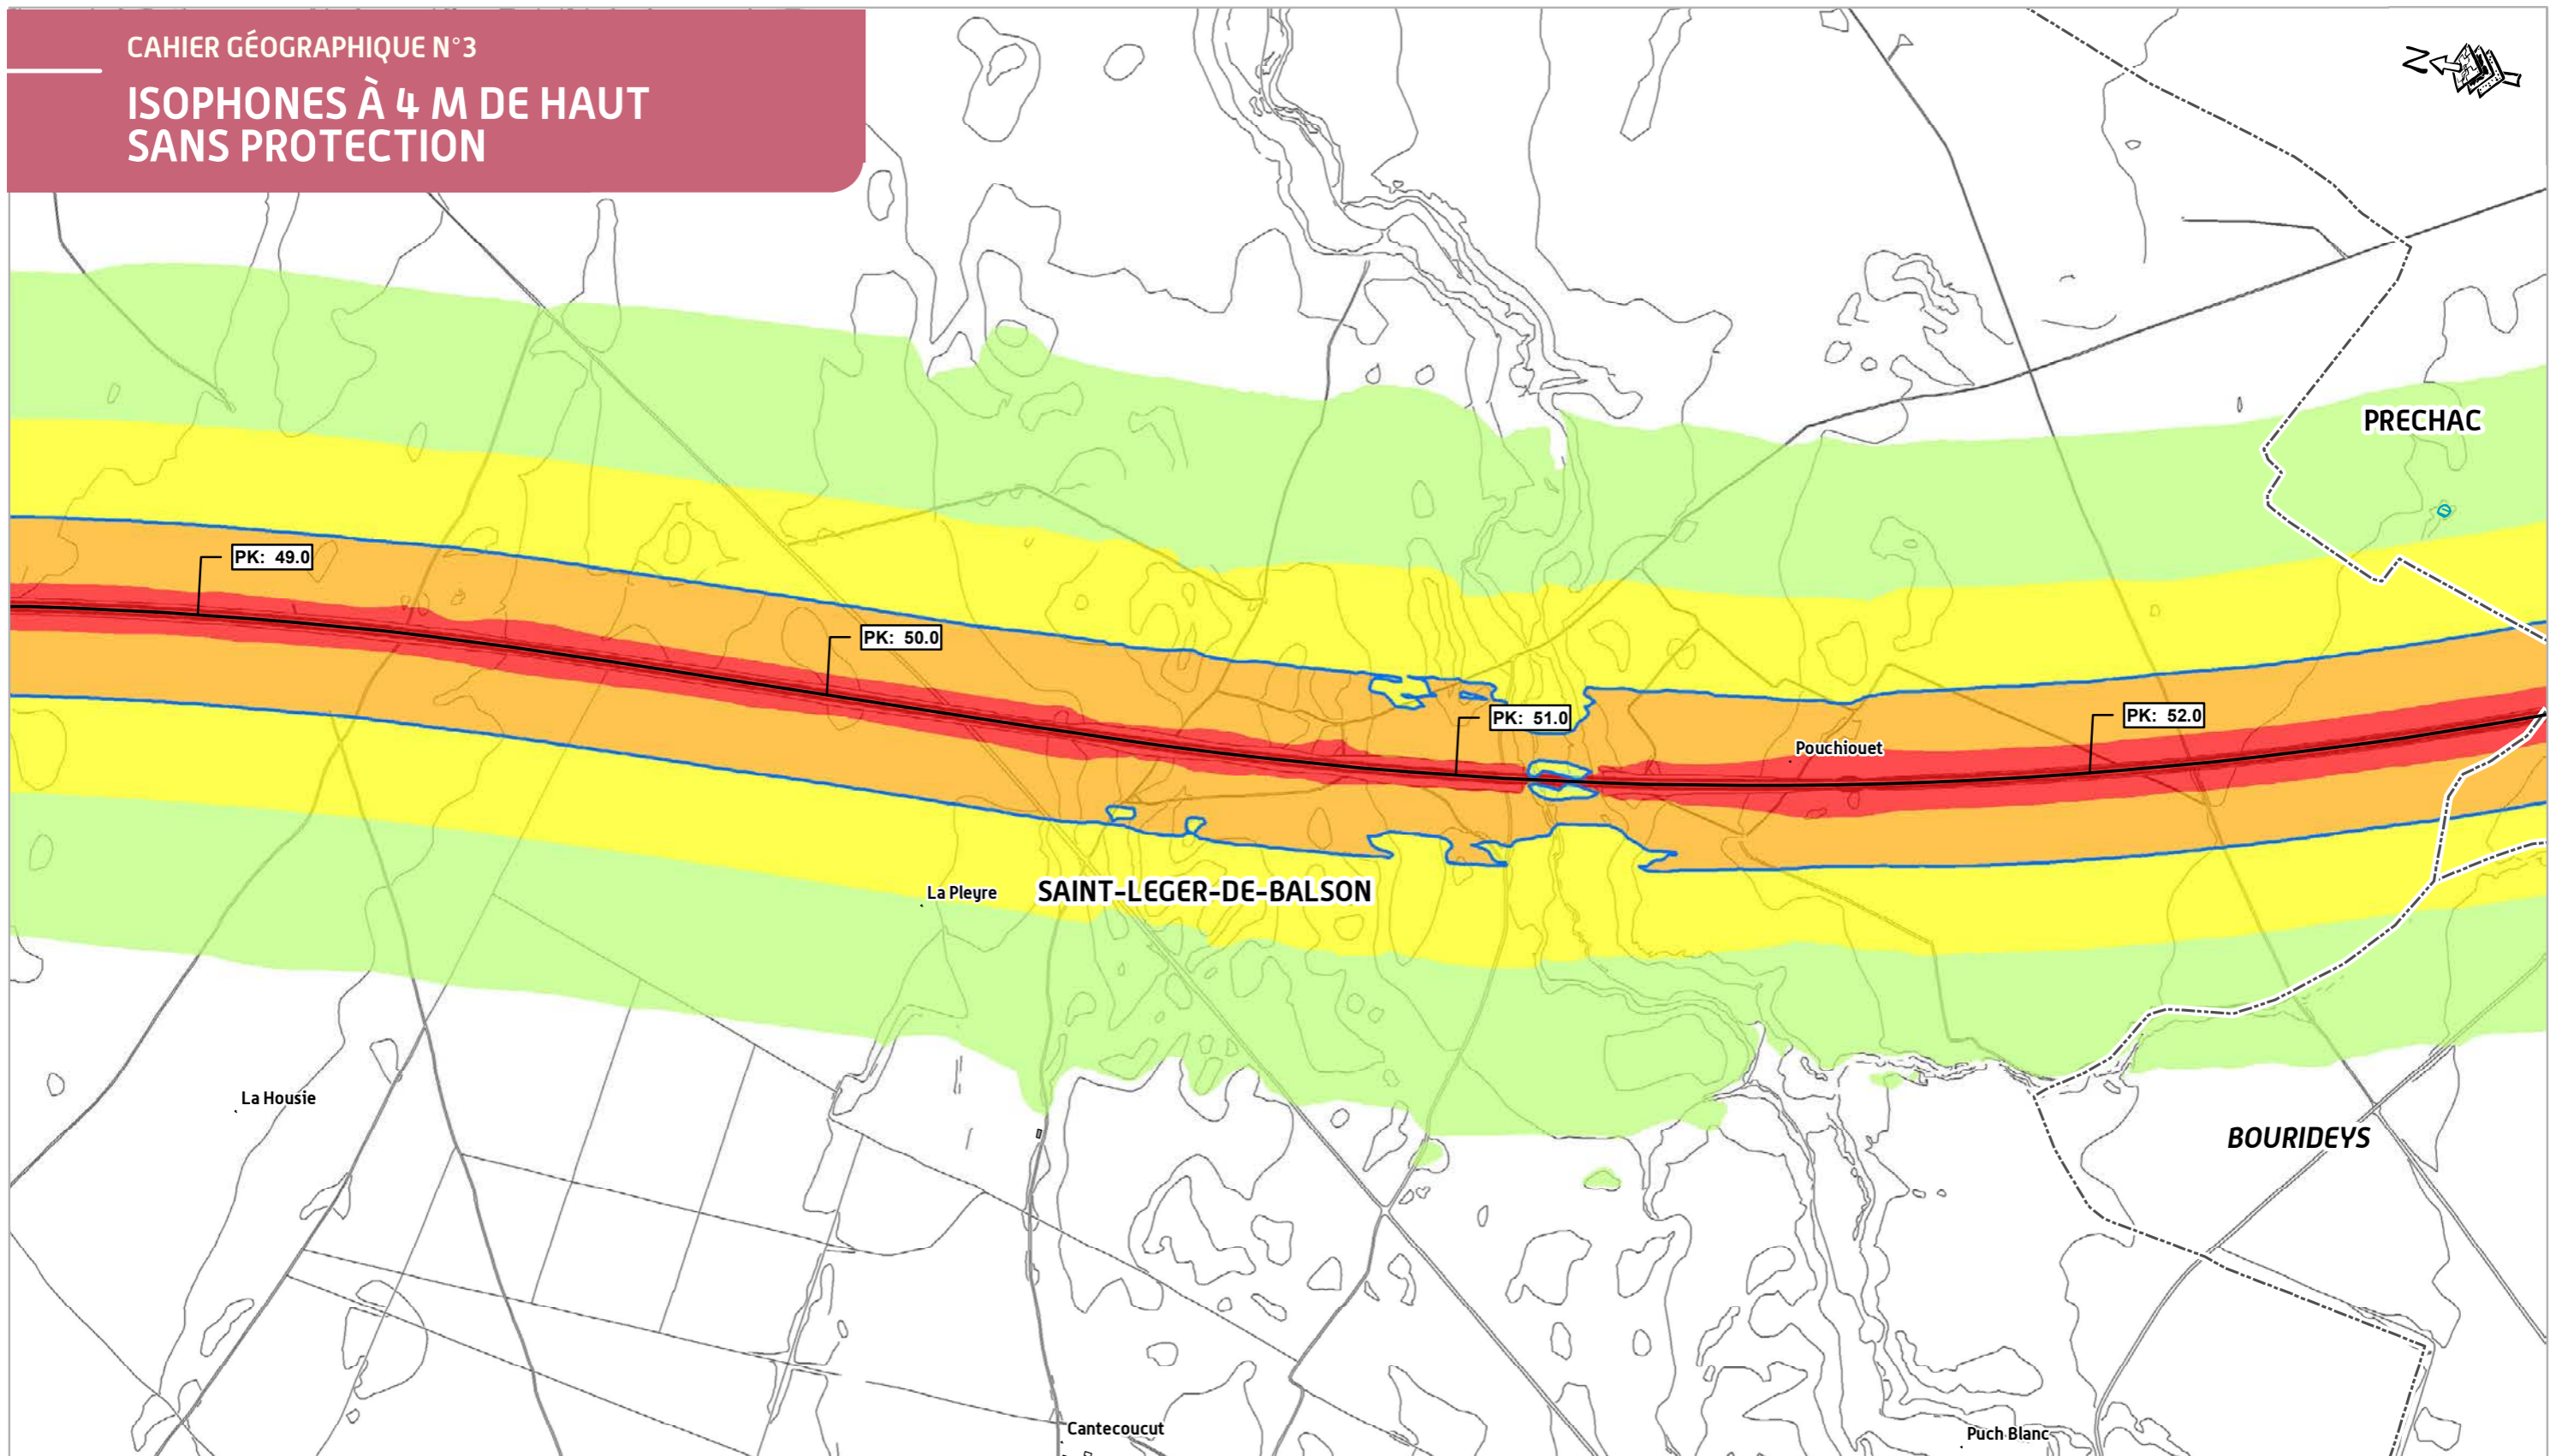 CAHIER GÉOGRAPHIQUE N°3
ISOPHONES À 4 M DE HAUT
SANS PROTECTION
N
PRECHAC
PK: 49.0
PK: 50.0
PK: 51.0
PK: 52.0
Pouchiouet
La Pleyre
SAINT-LEGER-DE-BALSON
La Housie
BOURIDEYS
Cantecoucut
Puch Blanc